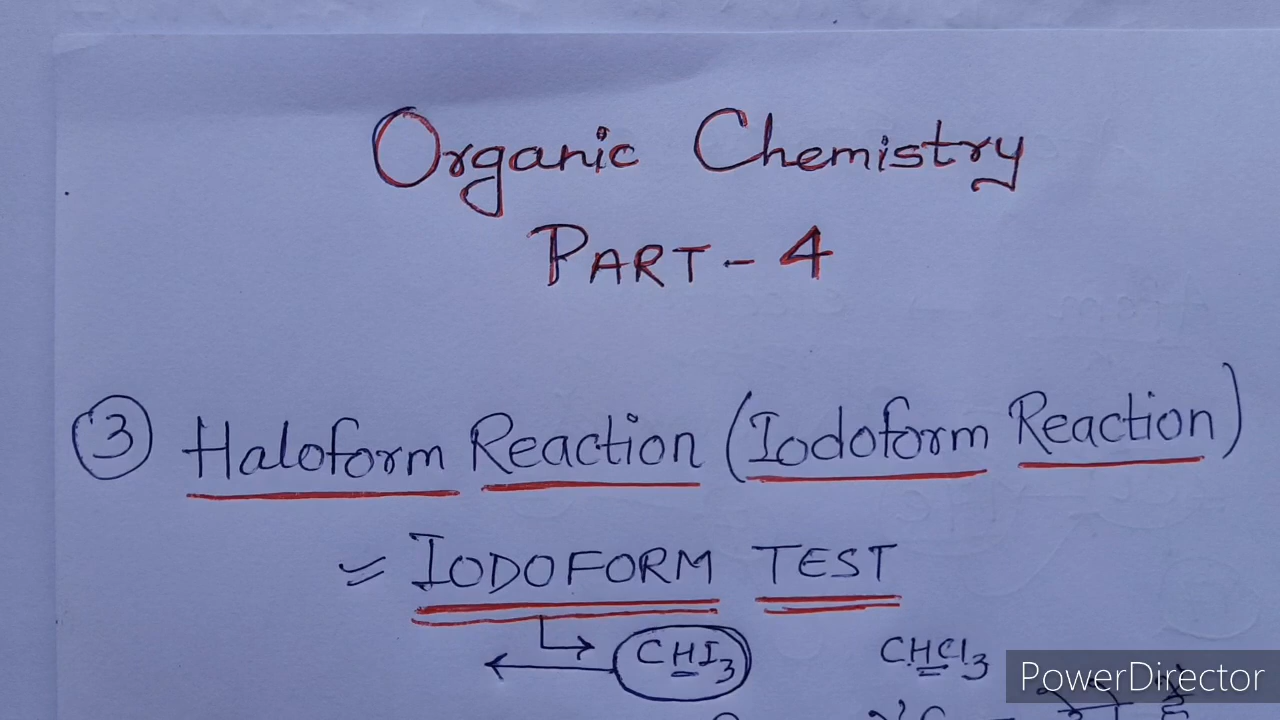 Organic Chemistry
PART-4
③ Haloform Reaction (Iodoform Reaction)
= IODOFORM TEST
CHI₃ CHCl₃
PowerDirector